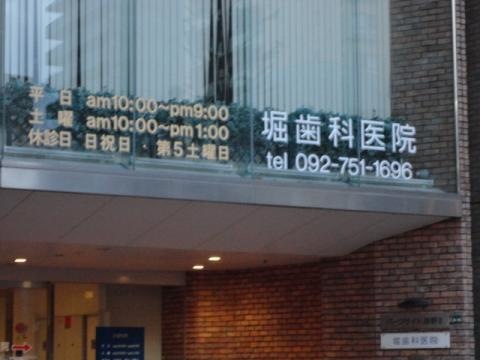 平日 am10:00~pm9:00
土曜 am10:00~pm1:00
休診日 日祝日・第5土曜日
堀歯科医院
tel 092-751-1696
堀歯科医院